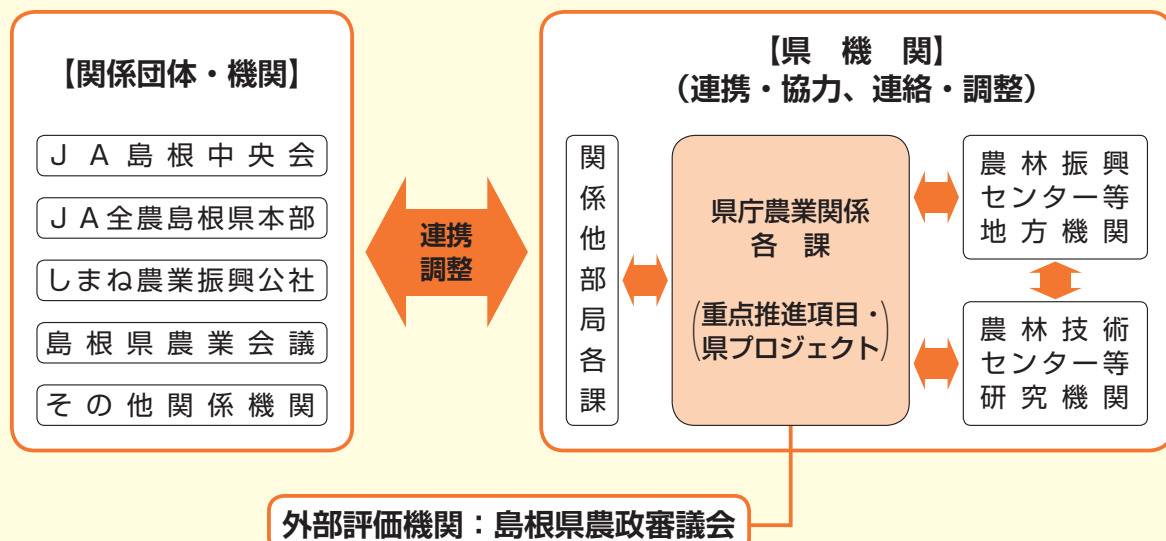 【関係団体・機関】
ＪＡ島根中央会
ＪＡ全農島根県本部
しまね農業振興公社
島根県農業会議
その他関係機関
連携
調整
【県機関】
（連携・協力、連絡・調整）
関係他部局各課
県庁農業関係
各課
（重点推進項目・
県プロジェクト）
農林振興
センター等
地方機関
農林技術
センター等
研究機関
外部評価機関：島根県農政審議会